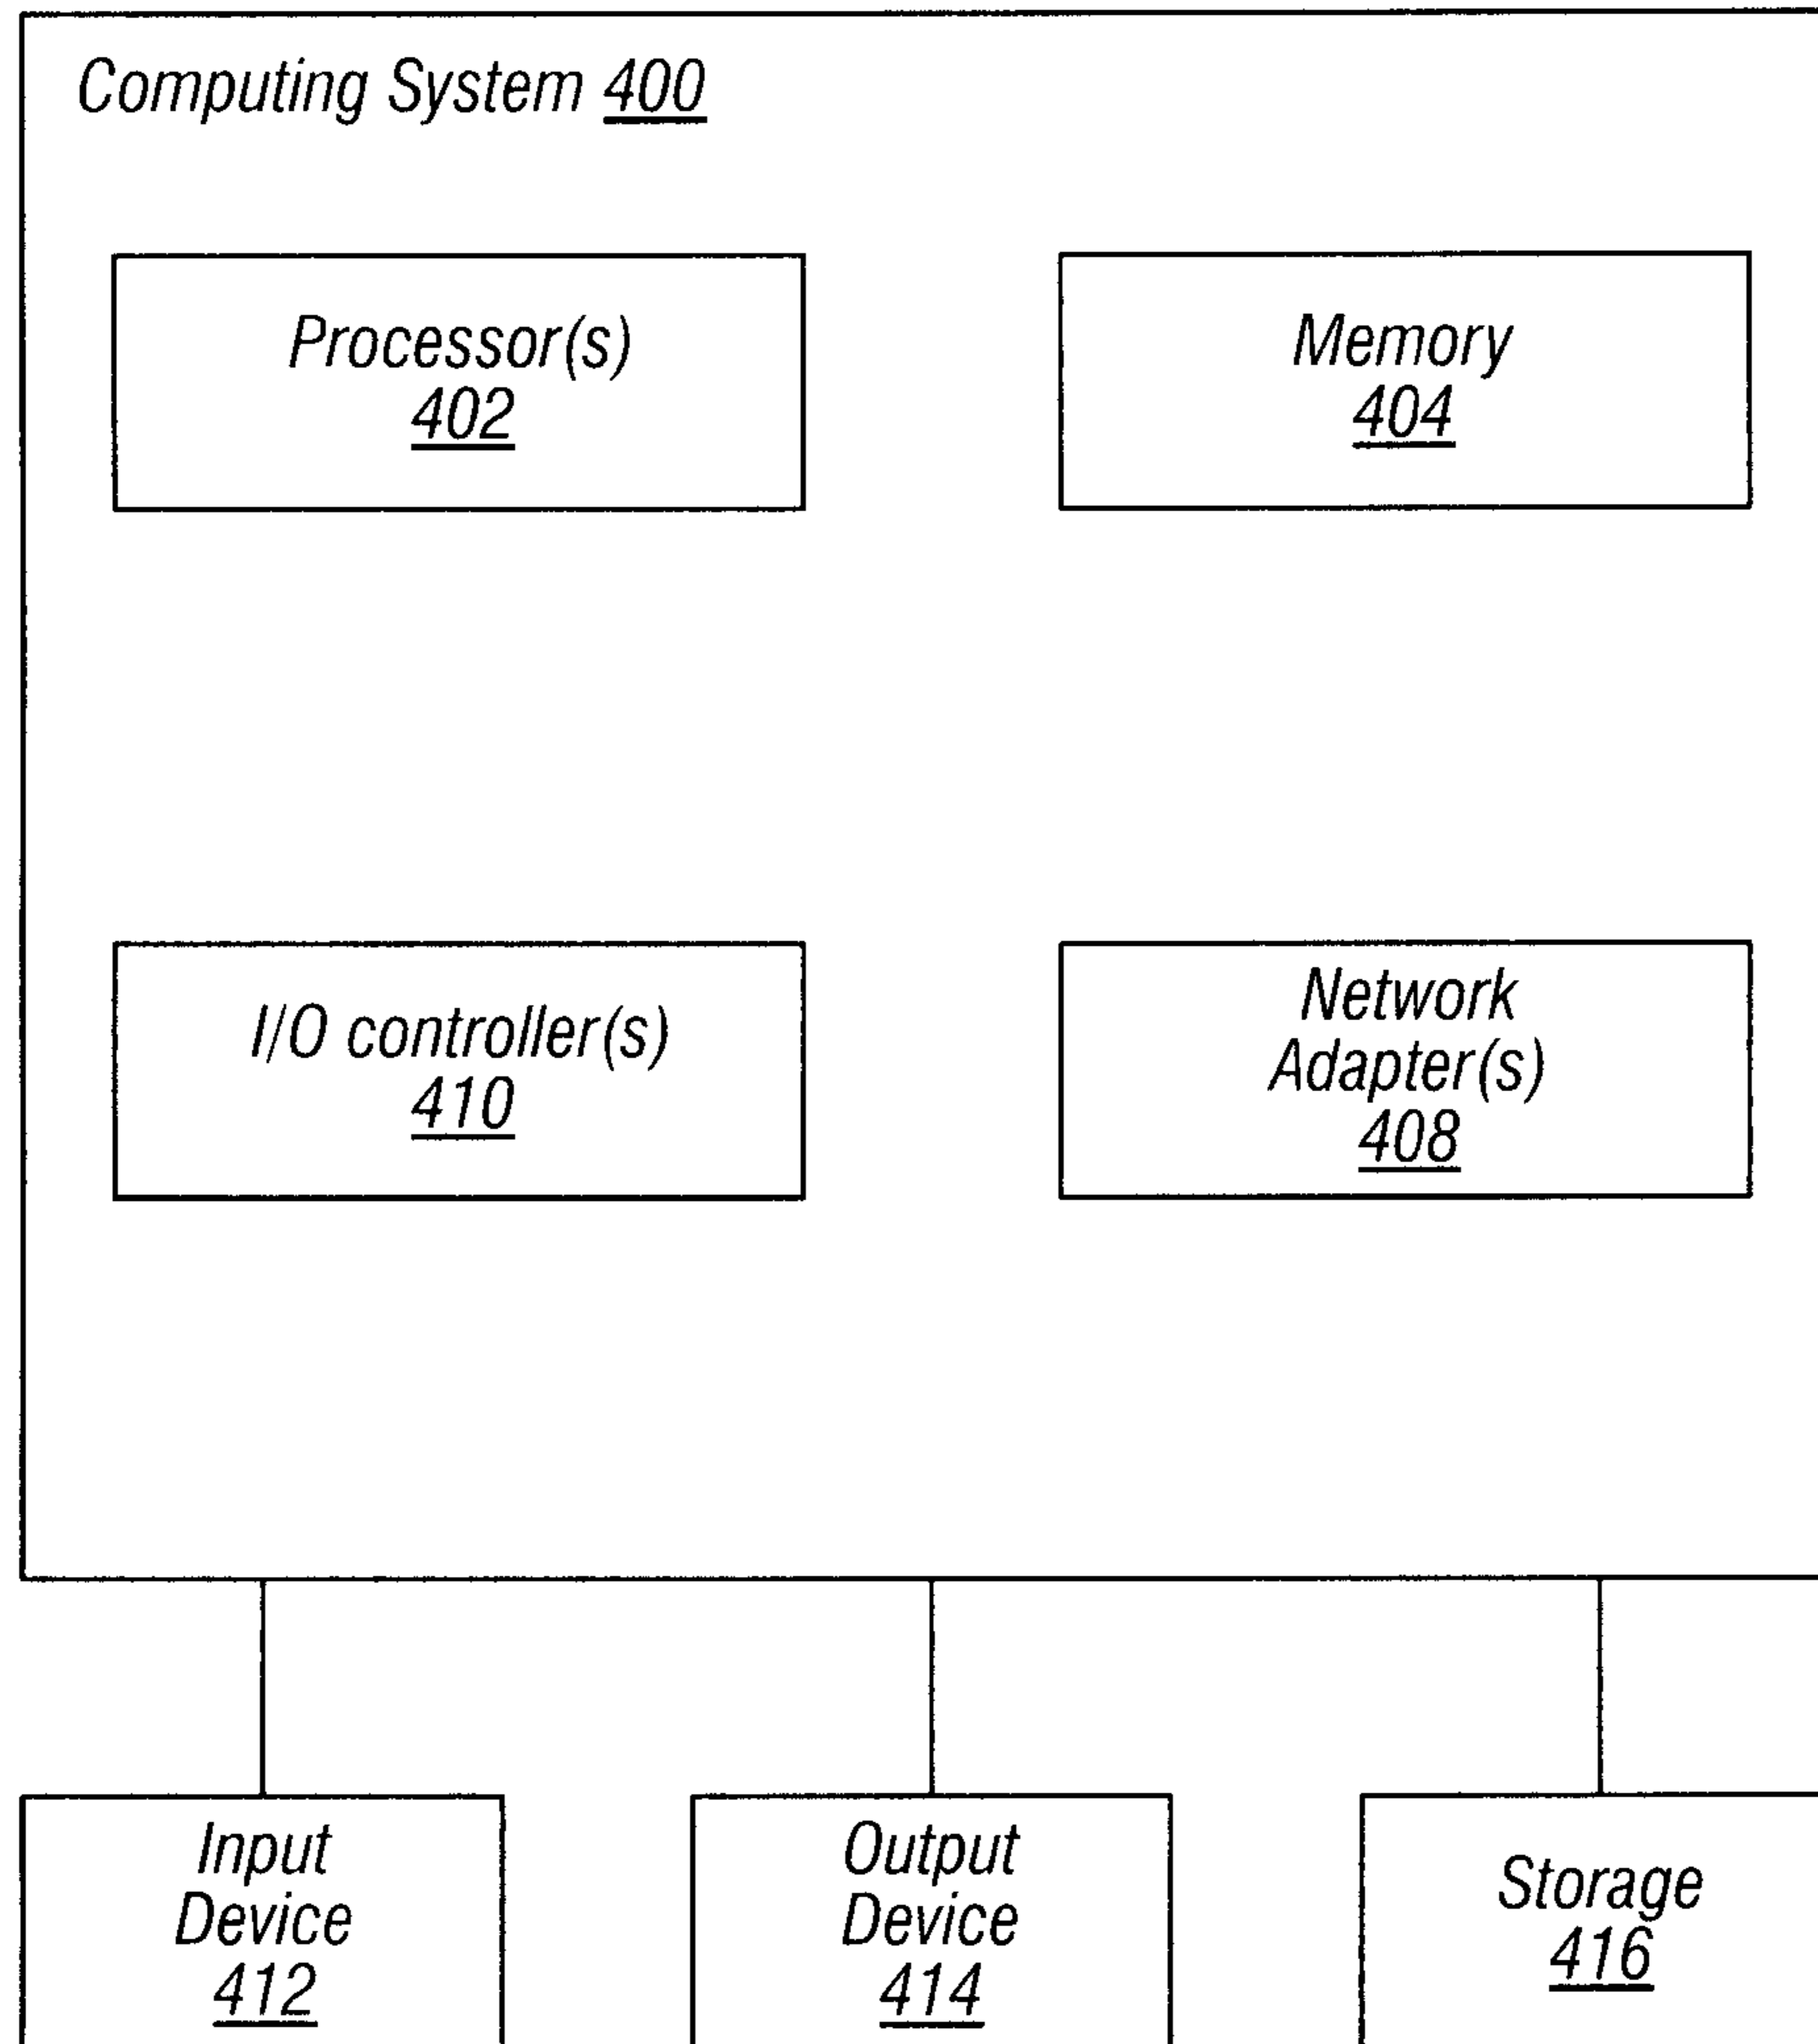 Computing System 400
Processor(s)
402
Memory
404
I/O controller(s)
410
Network
Adapter(s)
408
Input
Device
412
Output
Device
414
Storage
416